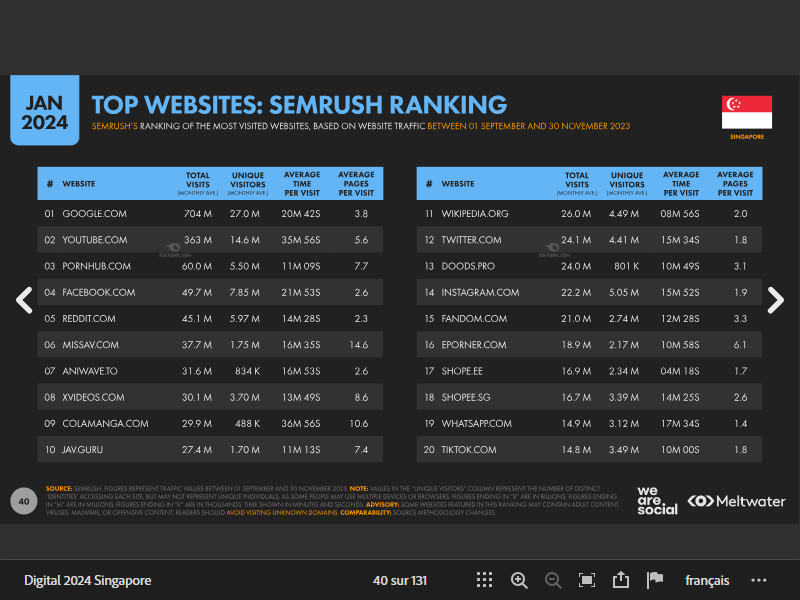 JAN
2024
TOP WEBSITES: SEMRUSH RANKING
SEMRUSH'S RANKING OF THE MOST VISITED WEBSITES, BASED ON WEBSITE TRAFFIC BETWEEN 01 SEPTEMBER AND 30 NOVEMBER 2023
SINGAPORE
# WEBSITE TOTAL VISITS (MONTHLY AVE.) UNIQUE VISITORS (MONTHLY AVE.) AVERAGE TIME PER VISIT AVERAGE PAGES PER VISIT
01 GOOGLE.COM 704 M 27.0 M 20M 42S 3.8
02 YOUTUBE.COM 363 M 14.6 M 35M 56S 5.6
03 PORNHUB.COM 60.0 M 5.50 M 11M 09S 7.7
04 FACEBOOK.COM 49.7 M 7.85 M 21M 53S 2.6
05 REDDIT.COM 45.1 M 5.97 M 14M 28S 2.3
06 MISSAV.COM 37.7 M 1.75 M 16M 35S 14.6
07 ANIWAVE.TO 31.6 M 834 K 16M 53S 2.6
08 XVIDEOS.COM 30.1 M 3.70 M 13M 49S 8.6
09 COLAMANGA.COM 29.9 M 488 K 36M 56S 10.6
10 JAV.GURU 27.4 M 1.70 M 11M 13S 7.4
SEMRUSH
# WEBSITE TOTAL VISITS (MONTHLY AVE.) UNIQUE VISITORS (MONTHLY AVE.) AVERAGE TIME PER VISIT AVERAGE PAGES PER VISIT
11 WIKIPEDIA.ORG 26.0 M 4.49 M 08M 56S 2.0
12 TWITTER.COM 24.1 M 4.41 M 15M 34S 1.8
13 DOODS.PRO 24.0 M 801 K 10M 49S 3.1
14 INSTAGRAM.COM 22.2 M 5.05 M 15M 52S 1.9
15 FANDOM.COM 21.0 M 2.74 M 12M 28S 3.3
16 EPORNER.COM 18.9 M 2.17 M 10M 58S 6.1
17 SHOPE.EE 16.9 M 2.34 M 04M 18S 1.7
18 SHOPEE.SG 16.7 M 3.39 M 14M 25S 2.6
19 WHATSAPP.COM 14.9 M 3.12 M 17M 34S 1.4
20 TIKTOK.COM 14.8 M 3.49 M 10M 00S 1.8
SEMRUSH
40
SOURCE: SEMRUSH. FIGURES REPRESENT TRAFFIC VALUES BETWEEN 01 SEPTEMBER AND 30 NOVEMBER 2023. NOTE: VALUES IN THE "UNIQUE VISITORS" COLUMN REPRESENT THE NUMBER OF DISTINCT
'IDENTITIES' ACCESSING EACH SITE, BUT MAY NOT REPRESENT UNIQUE INDIVIDUALS, AS SOME PEOPLE MAY USE MULTIPLE DEVICES OR BROWSERS. FIGURES ENDING IN "B" ARE IN BILLIONS, FIGURES ENDING
IN "M" ARE IN MILLIONS, FIGURES ENDING IN "K" ARE IN THOUSANDS. TIME SHOWN IN MINUTES AND SECONDS. ADVISORY: SOME WEBSITES FEATURED IN THIS RANKING MAY CONTAIN ADULT CONTENT,
VIRUSES, MALWARE, OR OFFENSIVE CONTENT. READERS SHOULD AVOID VISITING UNKNOWN DOMAINS. COMPARABILITY: SOURCE METHODOLOGY CHANGES.
we
are.
social
Meltwater
Digital 2024 Singapore
40 sur 131
français